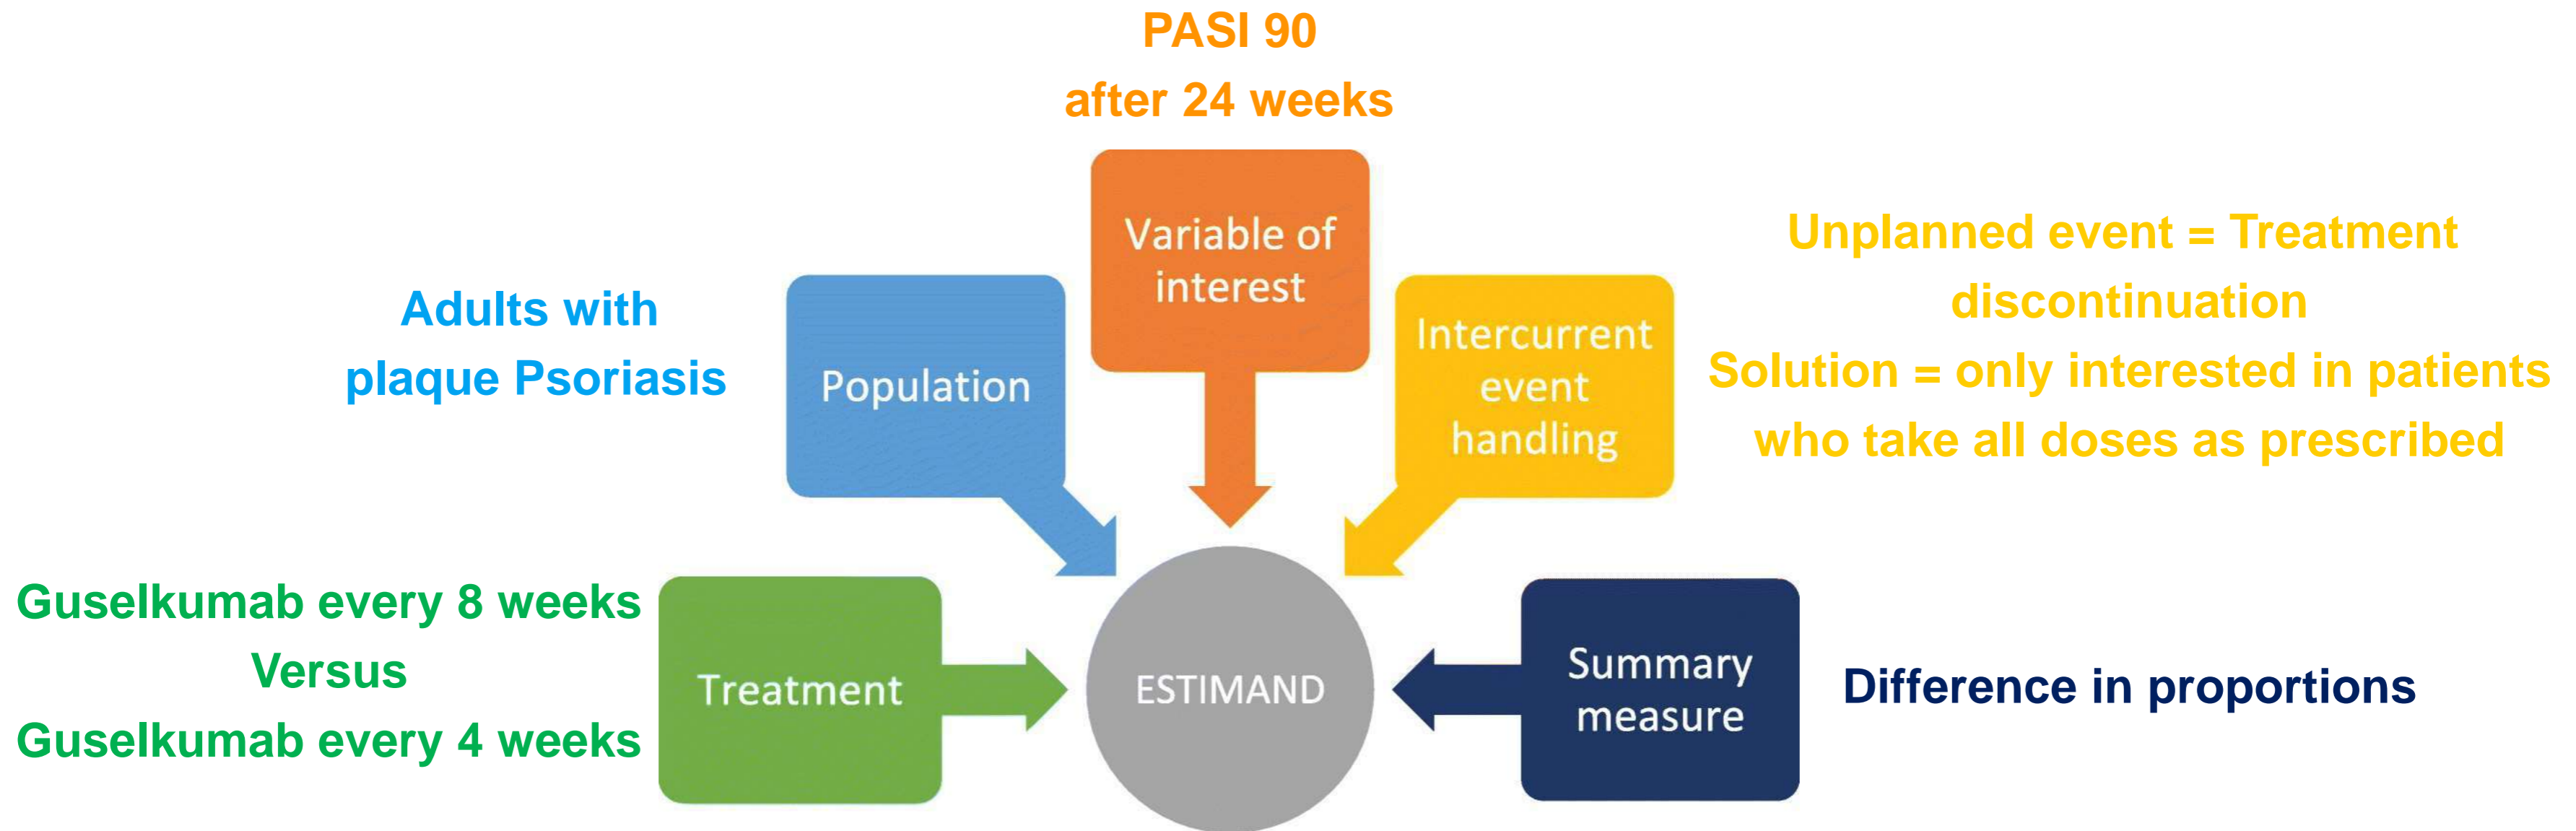 PASI 90
after 24 weeks
Variable of
interest
Adults with
plaque Psoriasis
Population
Intercurrent
event
handling
Unplanned event = Treatment
discontinuation
Solution = only interested in patients
who take all doses as prescribed
Guselkumab every 8 weeks
Versus
Guselkumab every 4 weeks
Treatment
ESTIMAND
Summary
measure
Difference in proportions